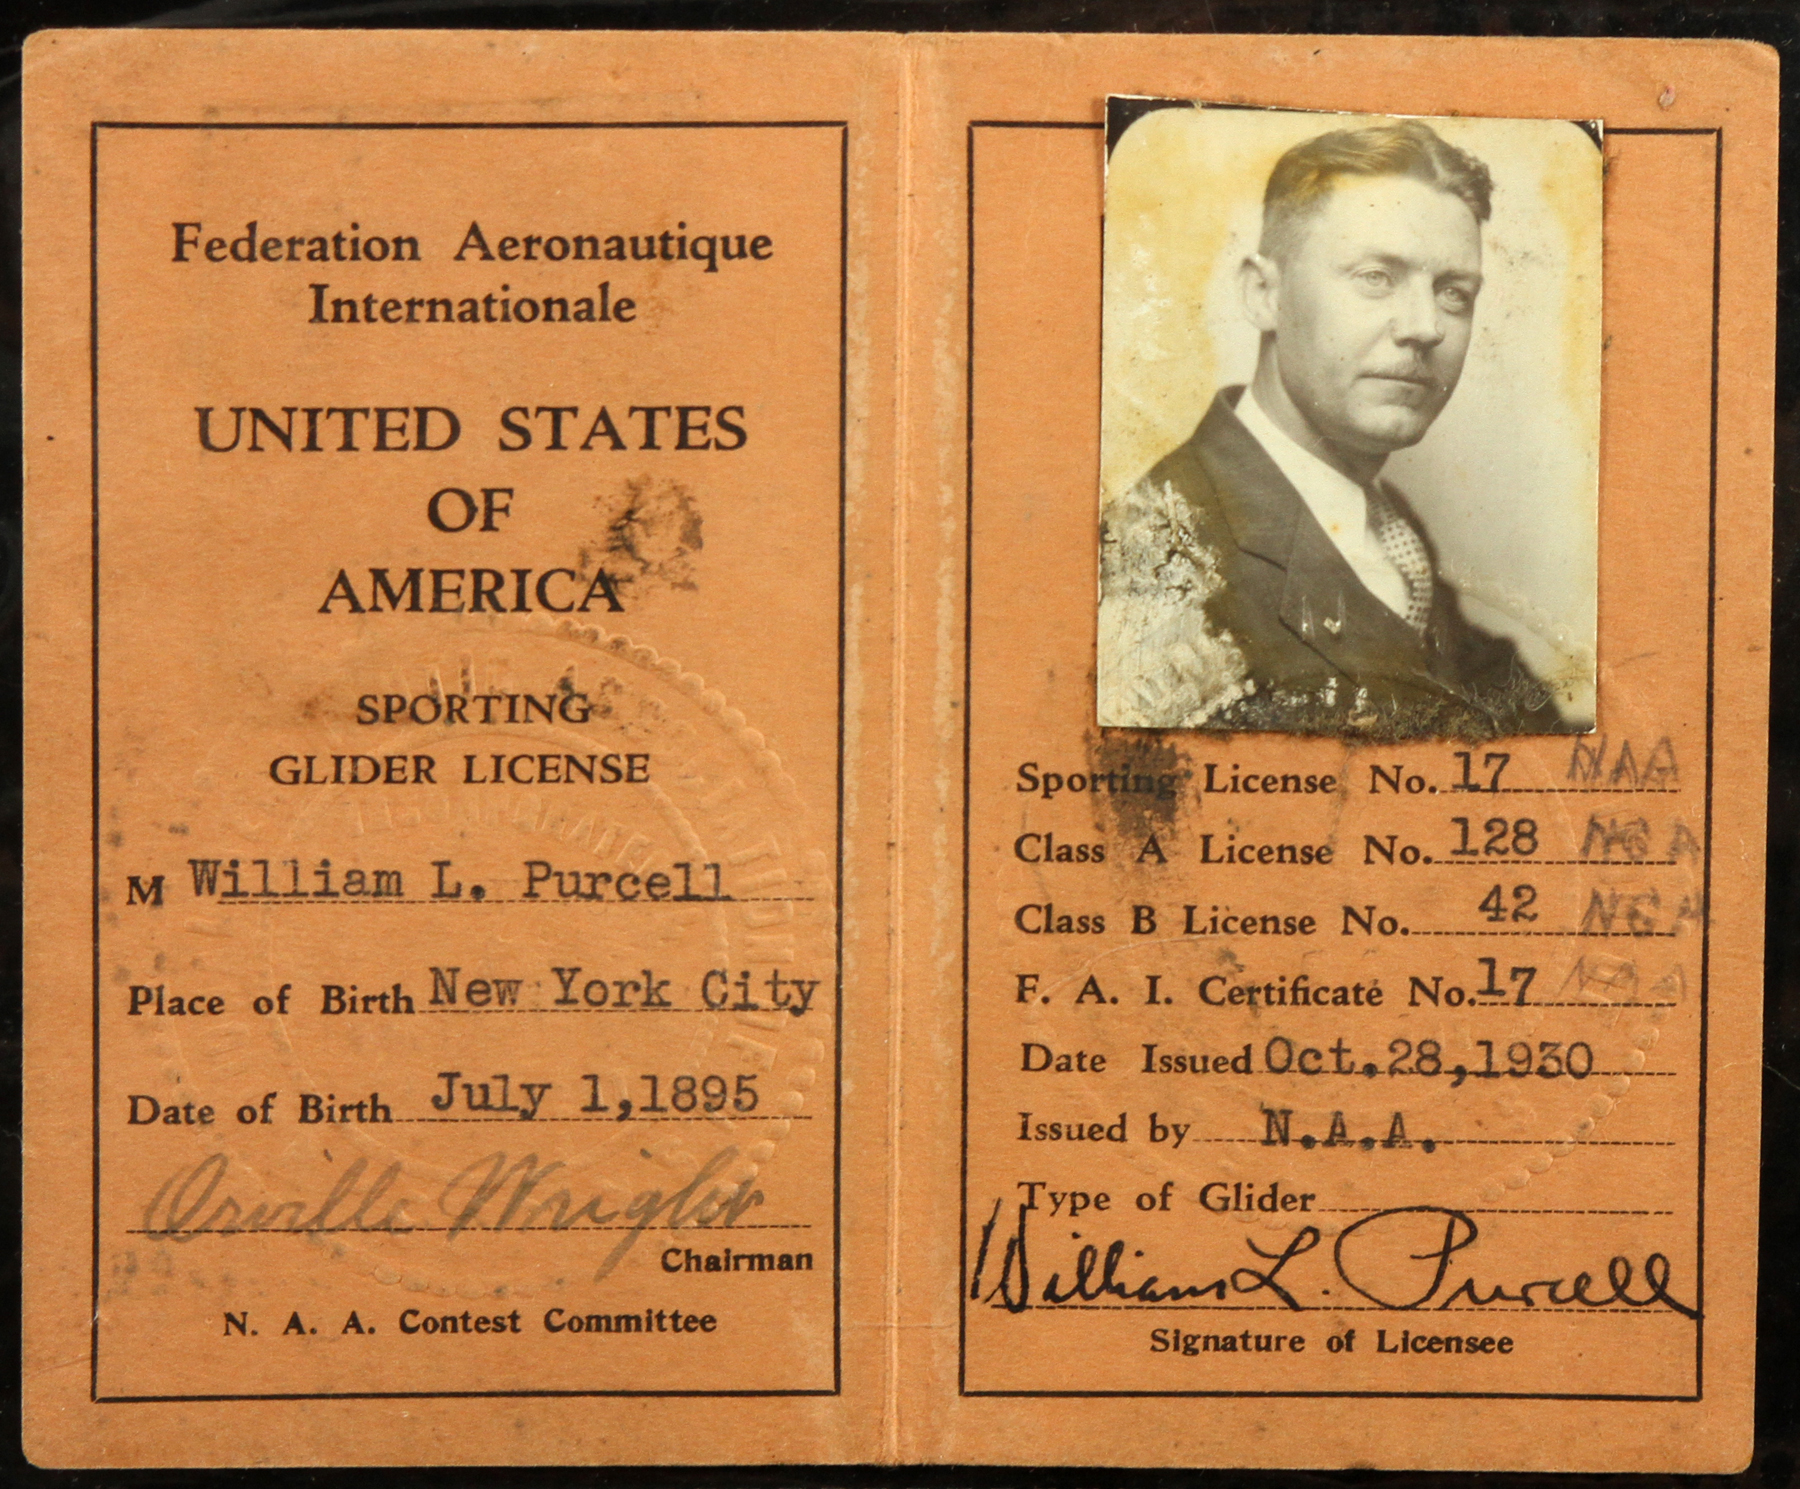 Federation Aeronautique
Internationale
UNITED STATES
OF
AMERICA
SPORTING
GLIDER LICENSE
M William L. Purcell
Place of Birth New York City
Date of Birth July 1,1895
Orville Wright
Chairman
N. A. A. Contest Committee
Sporting License No. 17 NAA
Class A License No. 128 NGA
Class B License No. 42 NGA
F. A. I. Certificate No. 17 NAA
Date Issued Oct.28,1930
Issued by N.A.A.
Type of Glider
William L. Purcell
Signature of Licensee